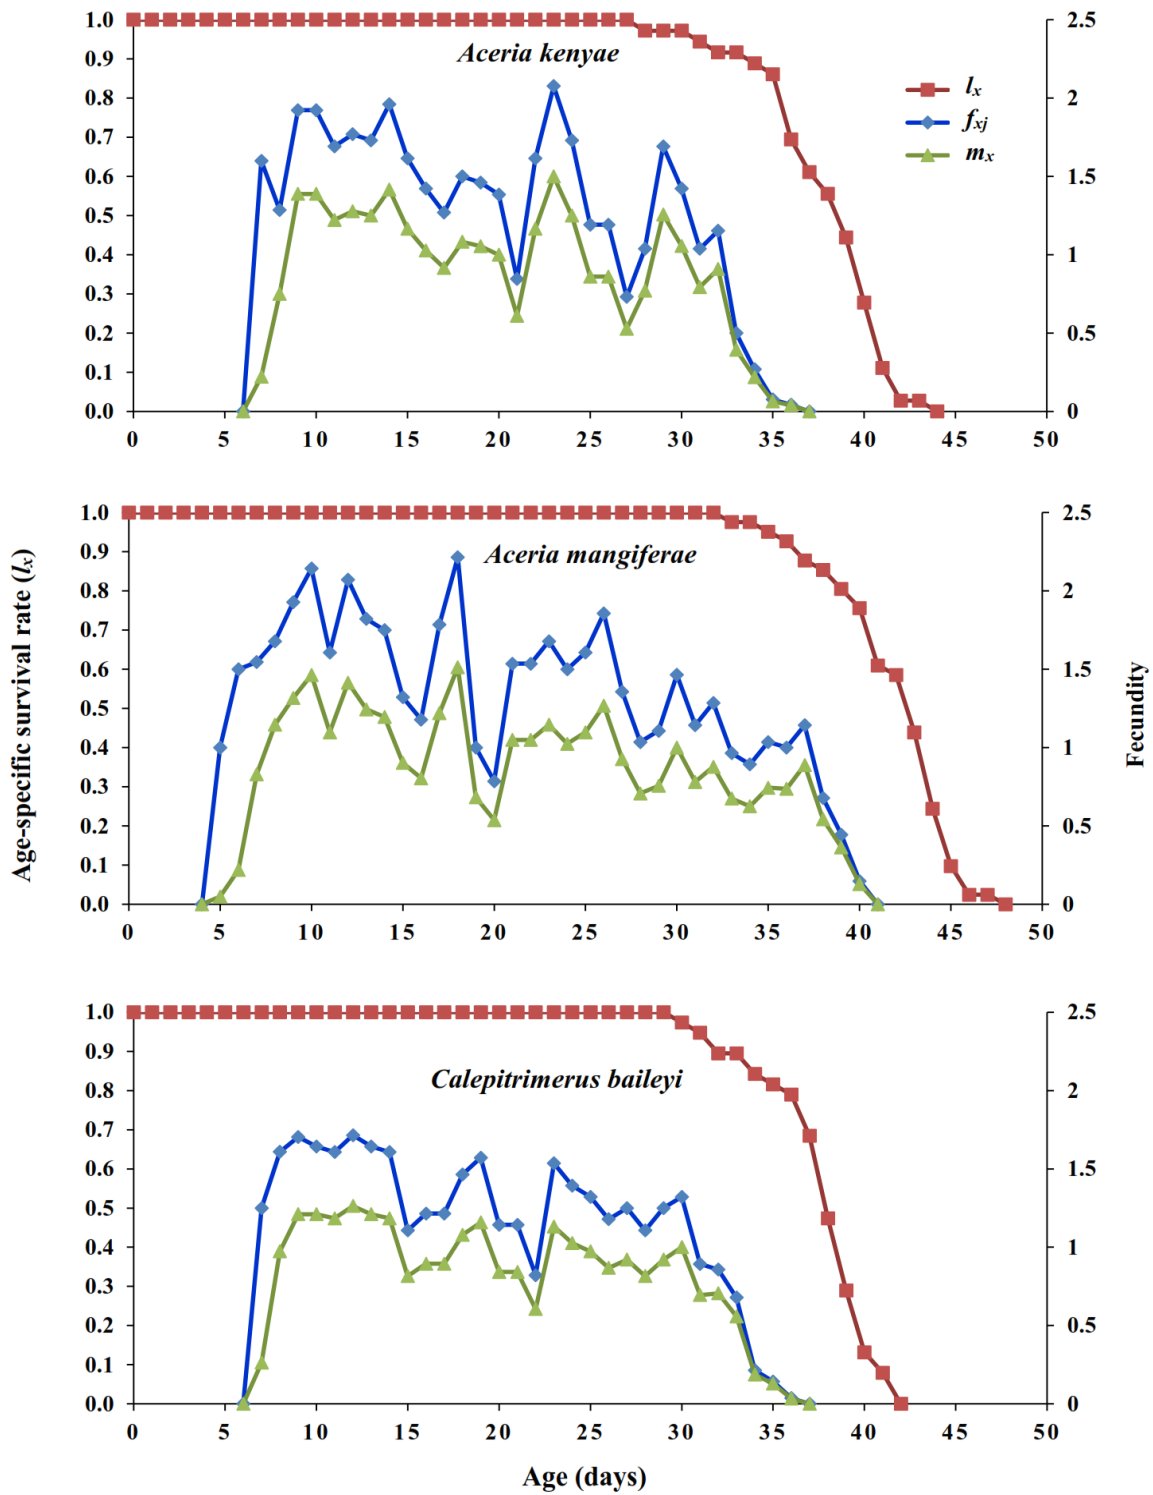 1.0 2.5
0.9 Aceria kenyae
0.8 lx 2
0.7 fxj
0.6 mx 1.5
0.5
0.4 1
0.3
0.2 0.5
0.1
0.0 0
0 5 10 15 20 25 30 35 40 45 50
1.0 2.5
0.9 Aceria mangiferae
0.8 2
0.7
0.6 1.5
0.5
0.4 1
0.3
0.2 0.5
0.1
0.0 0
0 5 10 15 20 25 30 35 40 45 50
Age-specific survival rate (lx)
Fecundity
1.0 2.5
0.9
0.8 Calepitrimerus baileyi 2
0.7
0.6 1.5
0.5
0.4 1
0.3
0.2 0.5
0.1
0.0 0
0 5 10 15 20 25 30 35 40 45 50
Age (days)